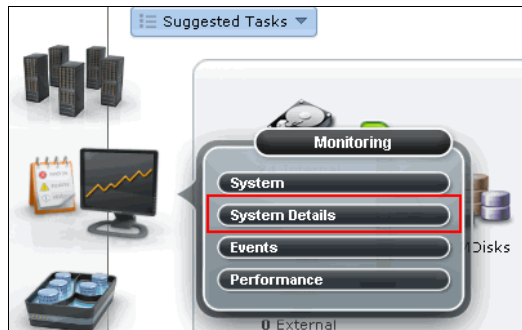 Suggested Tasks
Monitoring
System
System Details
Events
MDisks
Performance
0 External